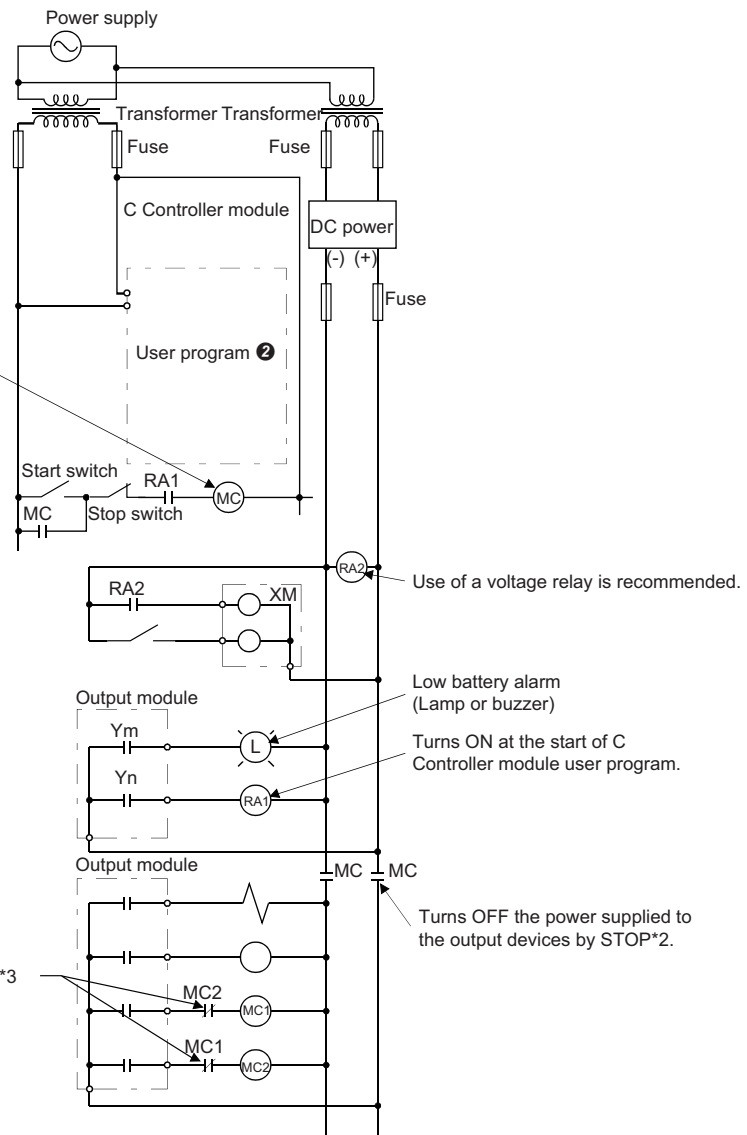 Power supply
Transformer Transformer
Fuse
Fuse
C Controller module
DC power
(-) (+)
Fuse
User program ❷
Start switch
RA1
MC
MC
Stop switch
RA2
Use of a voltage relay is recommended.
RA2
XM
Low battery alarm
(Lamp or buzzer)
Output module
Ym
L
Turns ON at the start of C
Controller module user program.
Yn
RA1
Output module
MC
MC
Turns OFF the power supplied to
the output devices by STOP*2.
*3
MC2
MC1
MC1
MC2